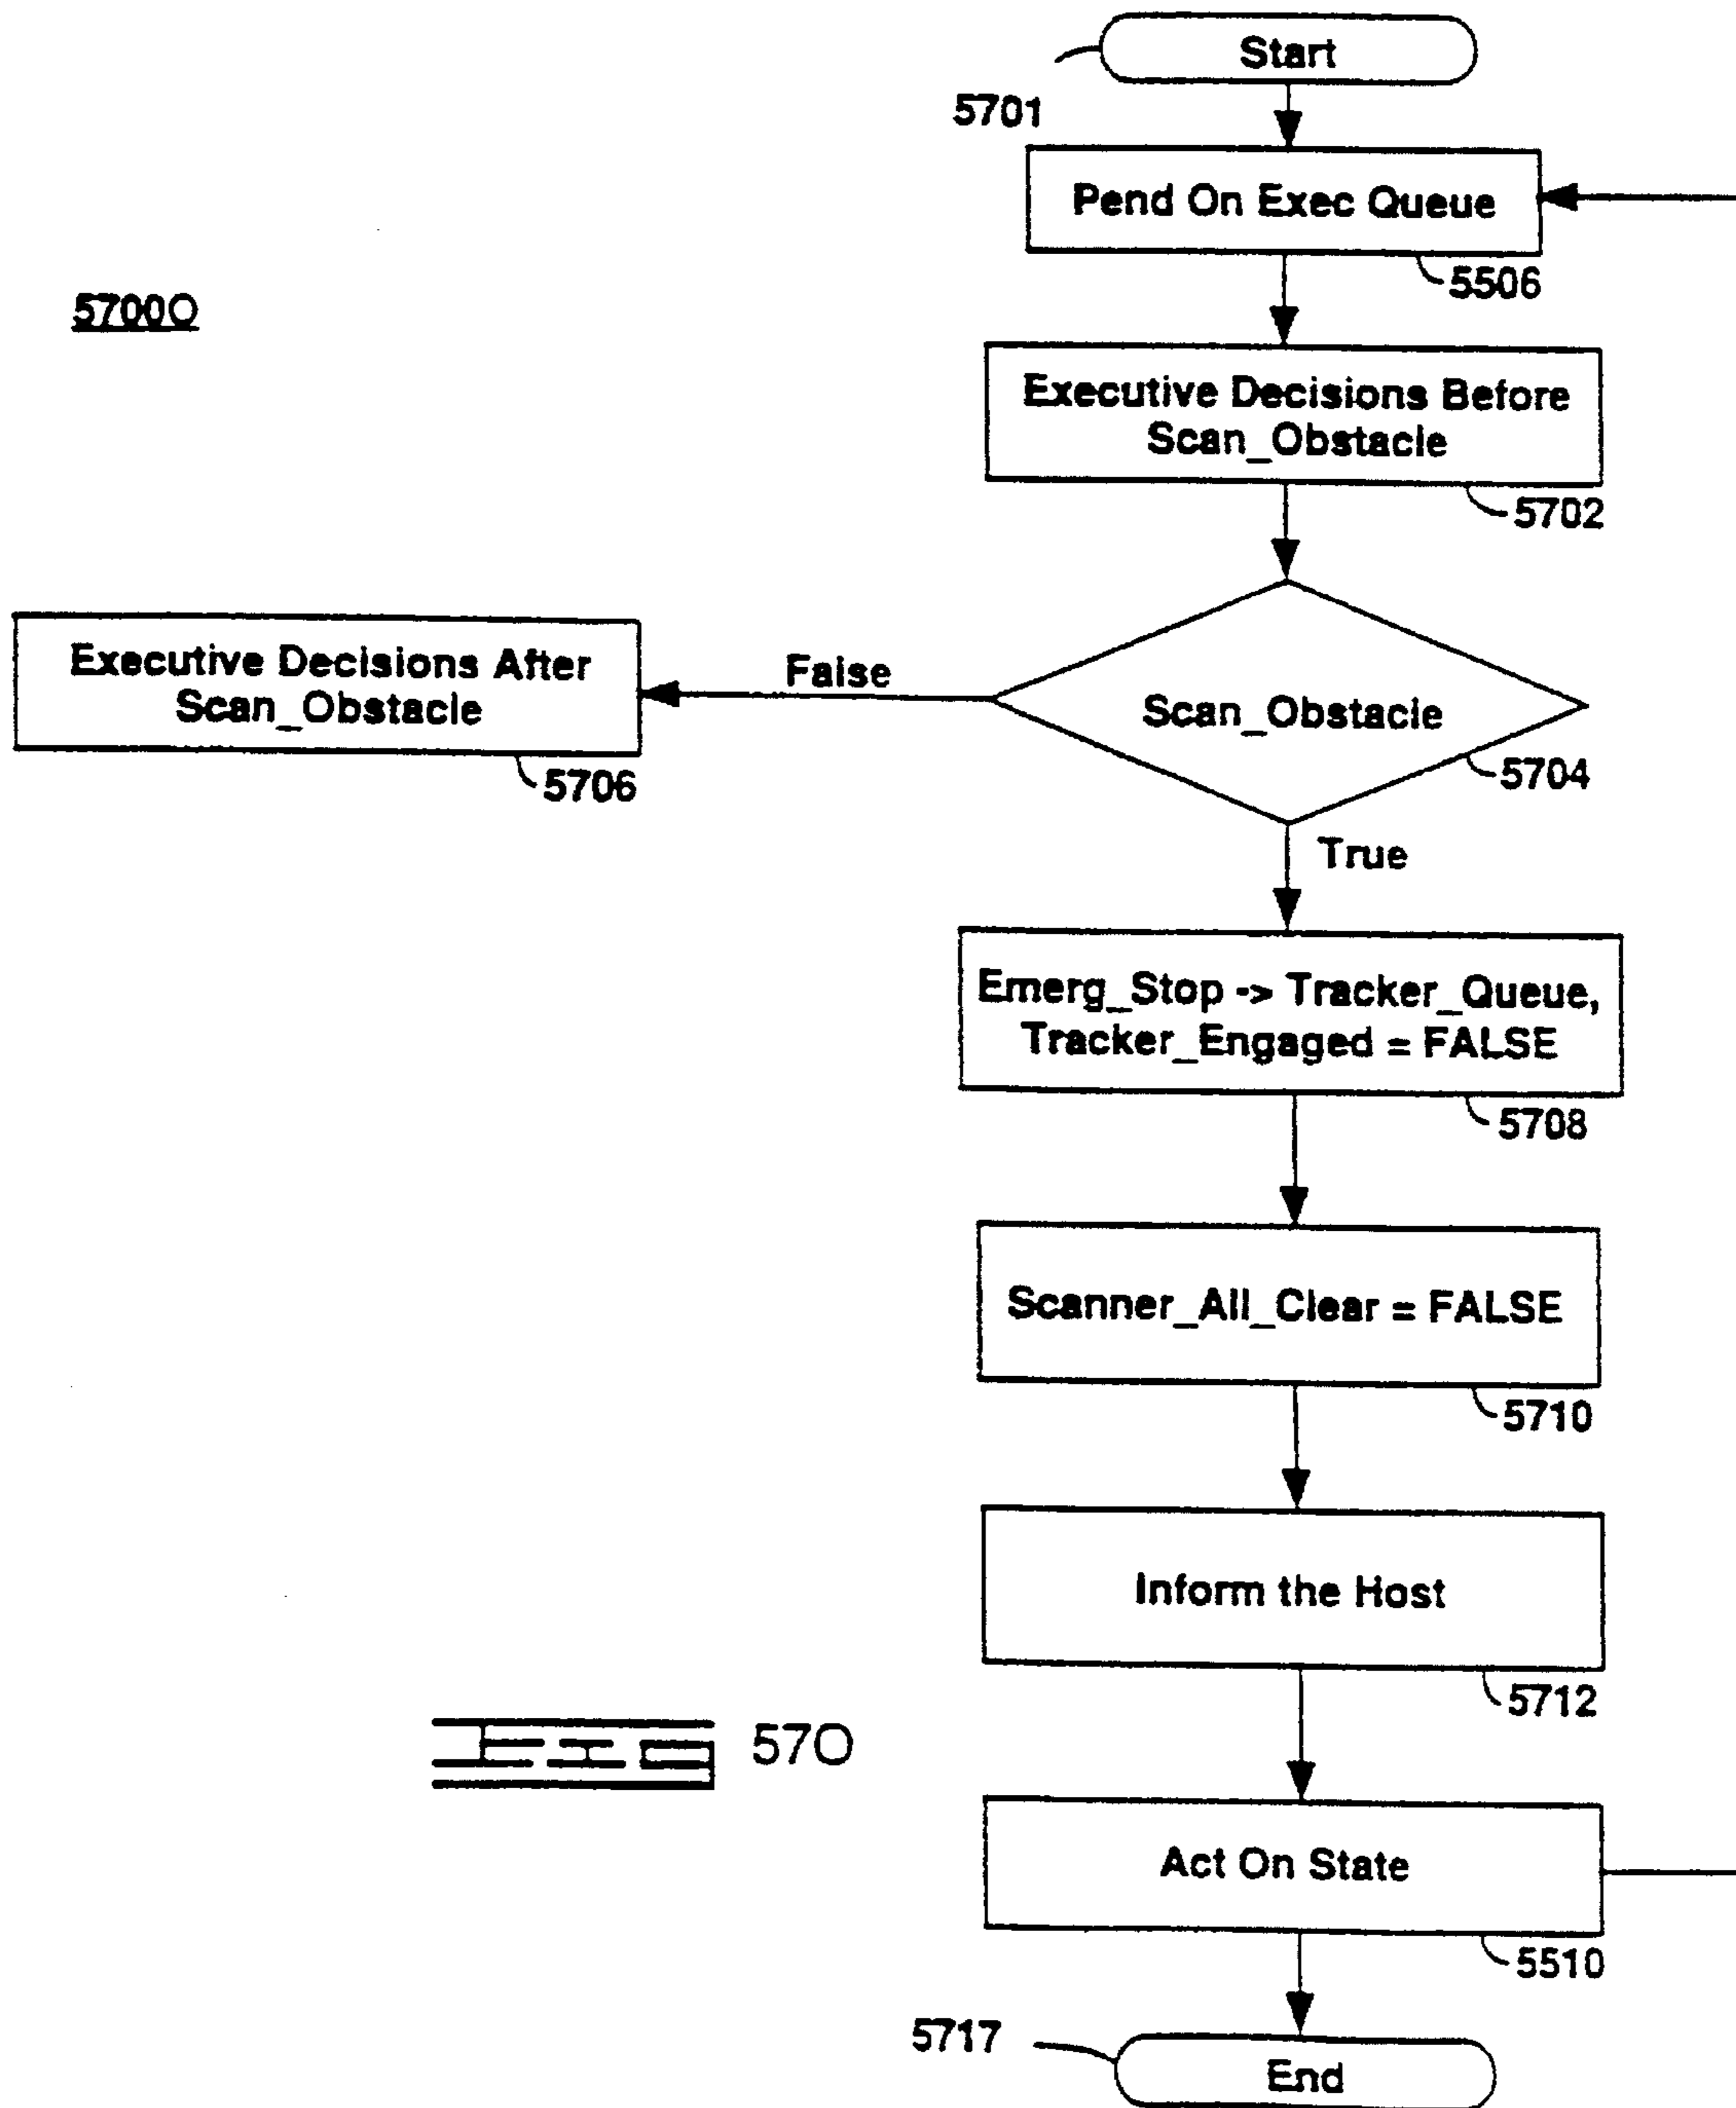 Start
5701
Pend On Exec Queue
5506
5700O
Executive Decisions Before
Scan_Obstacle
5702
Executive Decisions After
Scan_Obstacle
5706
False
Scan_Obstacle
5704
True
Emerg_Stop -> Tracker_Queue,
Tracker_Engaged = FALSE
5708
Scanner_All_Clear = FALSE
5710
Inform the Host
5712
57O
Act On State
5510
5717
End